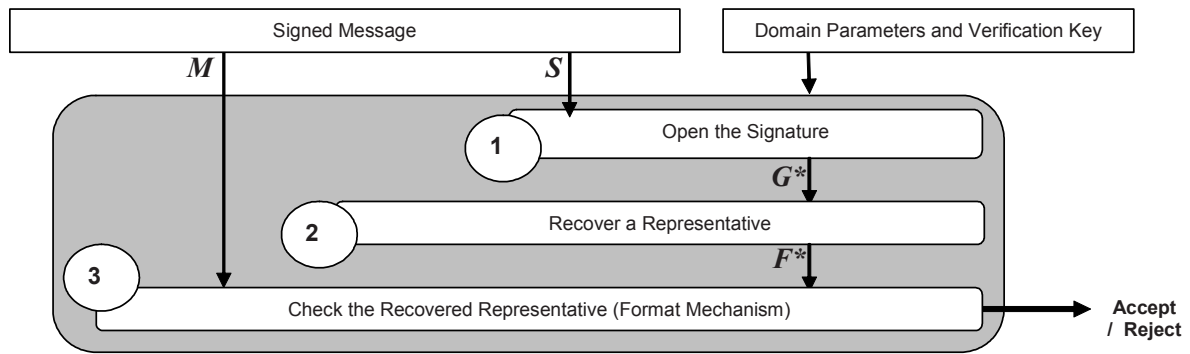 Signed Message
Domain Parameters and Verification Key
M
S
1
Open the Signature
G*
2
Recover a Representative
F*
3
Check the Recovered Representative (Format Mechanism)
Accept
/ Reject